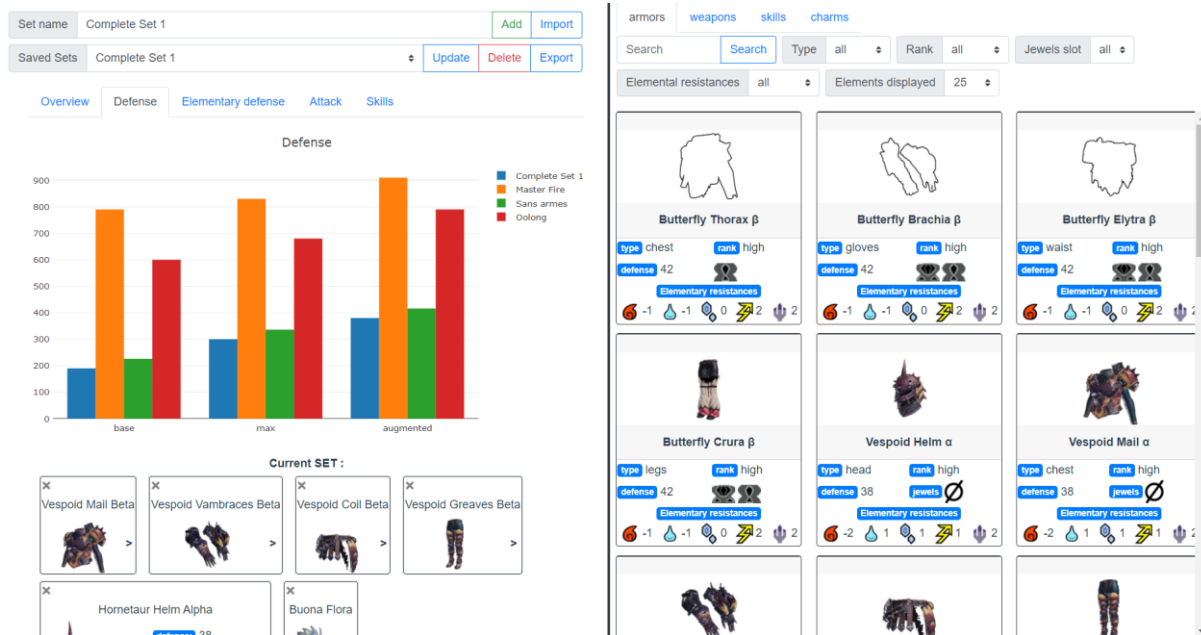 Set name Complete Set 1 Add Import
Saved Sets Complete Set 1 Update Delete Export
Overview Defense Elementary defense Attack Skills
Defense
Complete Set 1
Master Fire
Sans armes
Oolong
900
800
700
600
500
400
300
200
100
0
base max augmented
Current SET :
× × × ×
Vespoid Mail Beta Vespoid Vambraces Beta Vespoid Coil Beta Vespoid Greaves Beta
> > > >
× ×
Hornetaur Helm Alpha Buona Flora
defense 38
armors weapons skills charms
Search Search Type all Rank all Jewels slot all
Elemental resistances all Elements displayed 25
Butterfly Thorax β Butterfly Brachia β Butterfly Elytra β
type chest rank high type gloves rank high type waist rank high
defense 42 defense 42 defense 42
Elementary resistances Elementary resistances Elementary resistances
-1 -1 0 2 2 -1 -1 0 2 2 -1 -1 0 2 2
Butterfly Crura β Vespoid Helm α Vespoid Mail α
type legs rank high type head rank high type chest rank high
defense 42 defense 38 jewels defense 38 jewels
Elementary resistances Elementary resistances Elementary resistances
-1 -1 0 2 2 -2 1 1 1 2 -2 1 1 1 2